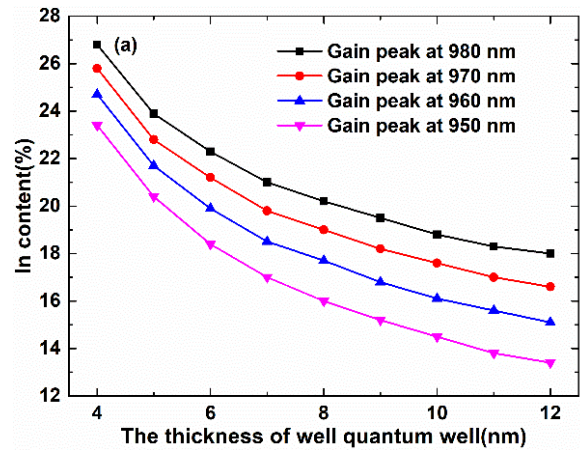 (a)
Gain peak at 980 nm
Gain peak at 970 nm
Gain peak at 960 nm
Gain peak at 950 nm
In content(%)
28
26
24
22
20
18
16
14
12
4
6
8
10
12
The thickness of well quantum well(nm)